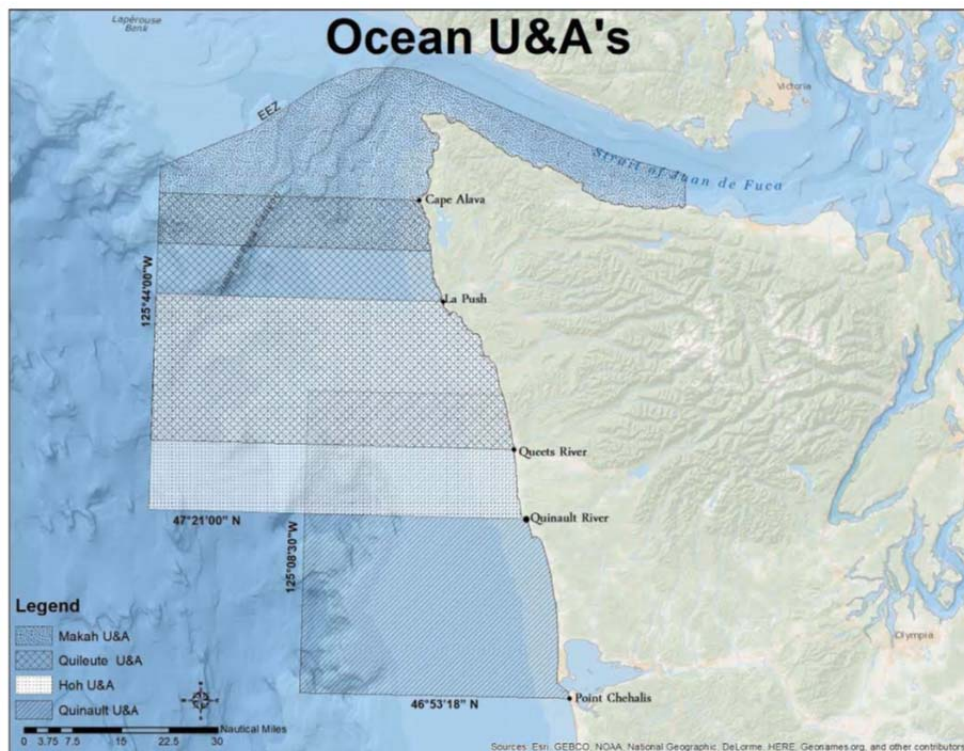 Ocean U&A's
Lapérouse
Bank
EEZ
Victoria
Strait of Juan de Fuca
Cape Alava
125°44'00"W
La Push
Queets River
47°21'00" N
Quinault River
125°08'30"W
Legend
Makah U&A
Quileute U&A
Hoh U&A
Quinault U&A
Olympia
46°53'18" N
Point Chehalis
Nautical Miles
0 3.75 7.5 15 22.5 30
Sources: Esri, GEBCO, NOAA, National Geographic, DeLorme, HERE, Geonames.org, and other contributors